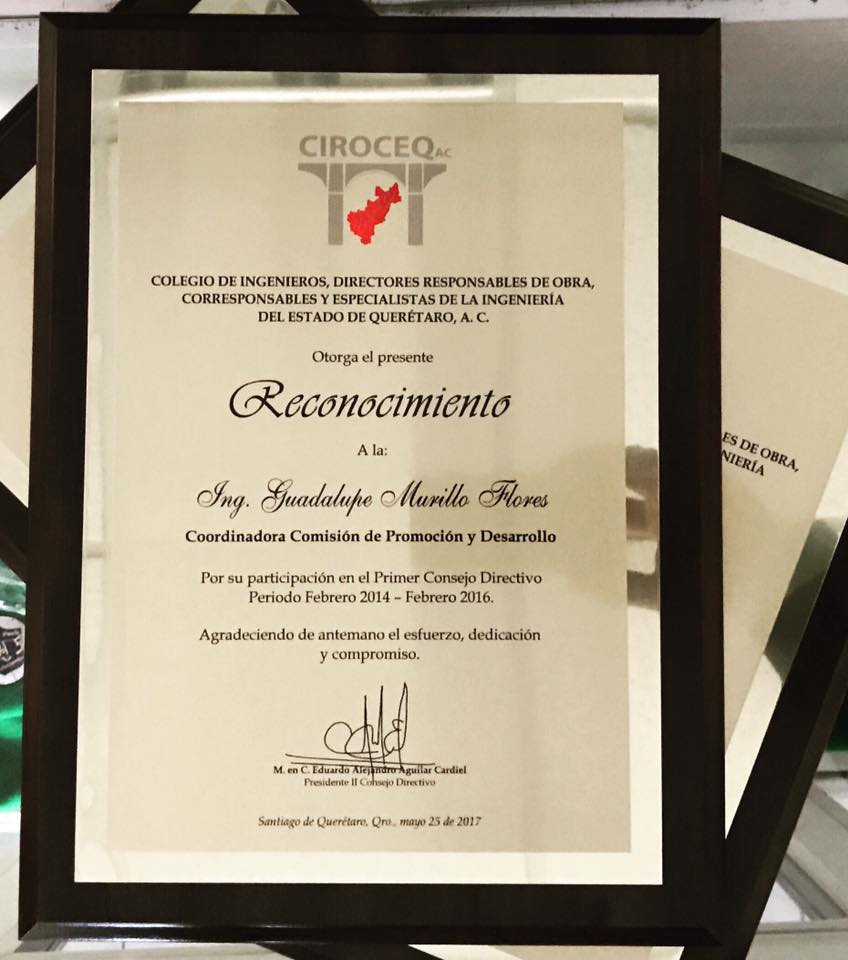 CIROCEQ AC
COLEGIO DE INGENIEROS, DIRECTORES RESPONSABLES DE OBRA,
CORRESPONSABLES Y ESPECIALISTAS DE LA INGENIERÍA
DEL ESTADO DE QUERÉTARO, A. C.
Otorga el presente
Reconocimiento
A la:
Ing. Guadalupe Murillo Flores
Coordinadora Comisión de Promoción y Desarrollo
Por su participación en el Primer Consejo Directivo
Periodo Febrero 2014 – Febrero 2016.
Agradeciendo de antemano el esfuerzo, dedicación
y compromiso.
M. en C. Eduardo Alejandro Aguilar Cardiel
Presidente II Consejo Directivo
Santiago de Querétaro, Qro., mayo 25 de 2017
ES DE OBRA,
NIERÍA